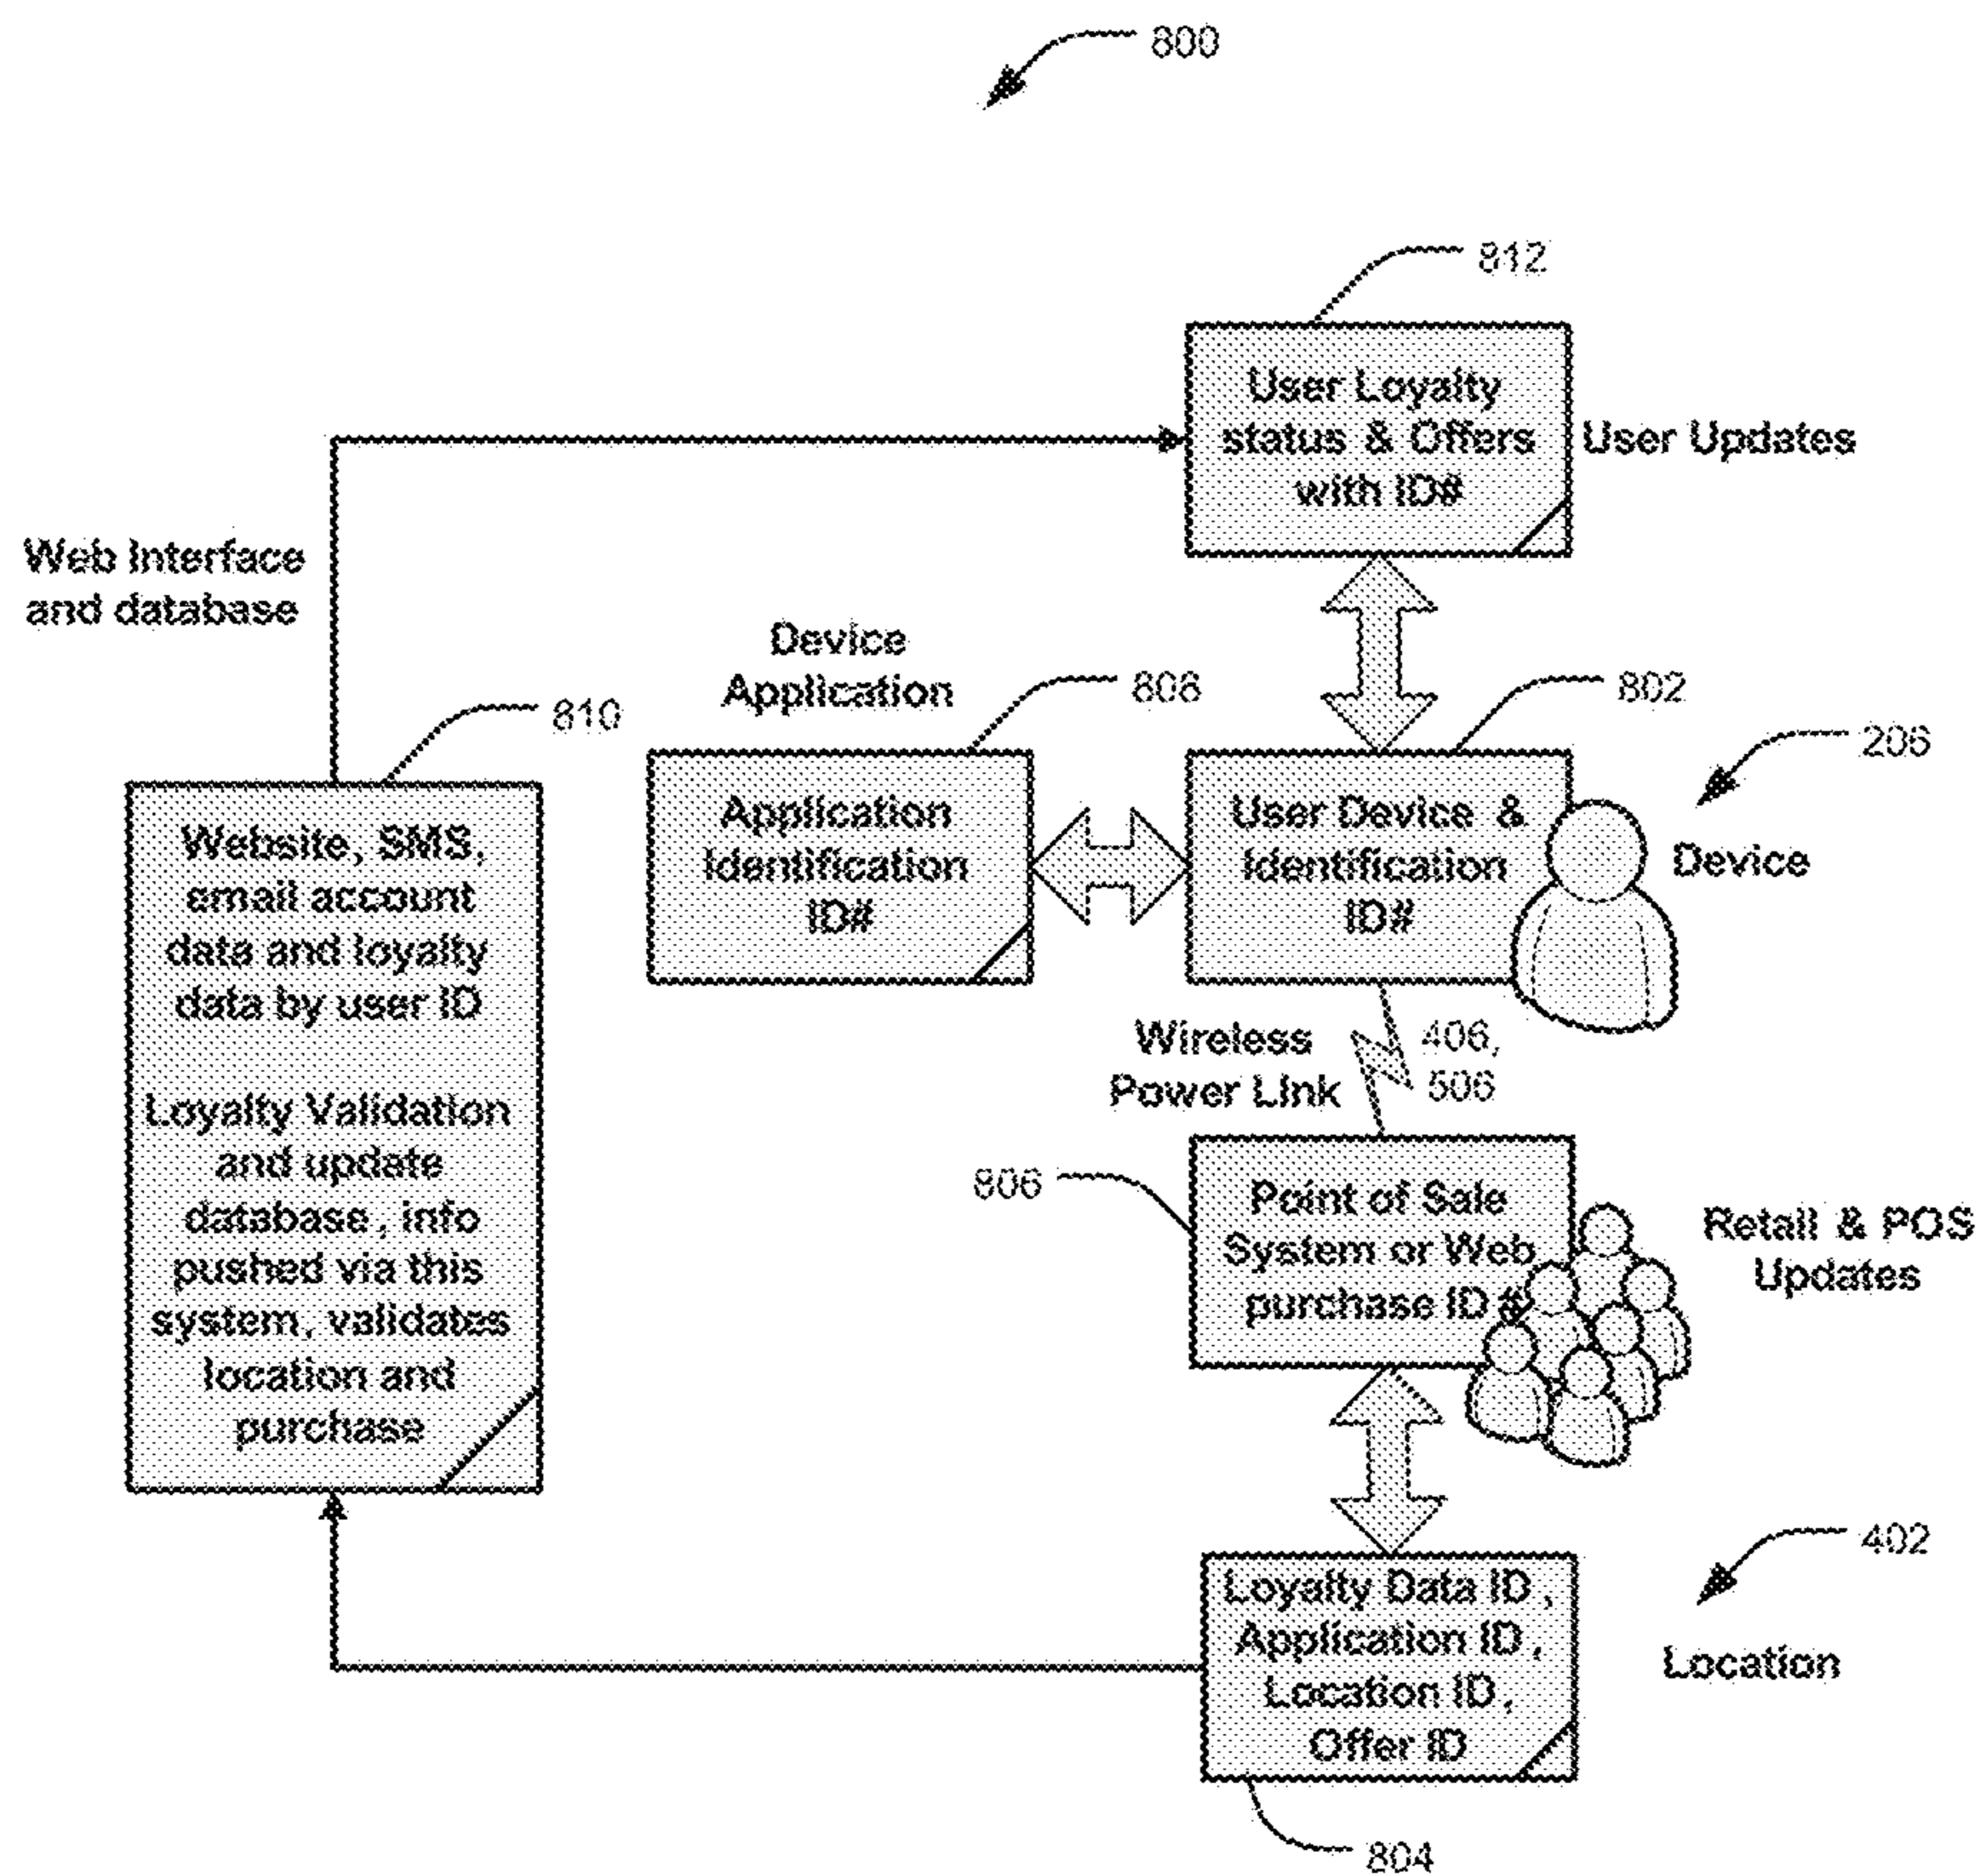 800
812
User Loyalty
status & Offers
with ID#
User Updates
Web Interface
and database
Device
Application
808
802
206
810
Website, SMS,
email account
data and loyalty
data by user ID
Loyalty Validation
and update
database, info
pushed via this
system, validates
location and
purchase
Application
Identification
ID#
User Device &
Identification
ID#
Device
Wireless
Power Link
406,
506
806
Point of Sale
System or Web
purchase ID #
Retail & POS
Updates
402
Loyalty Data ID,
Application ID,
Location ID,
Offer ID
Location
804